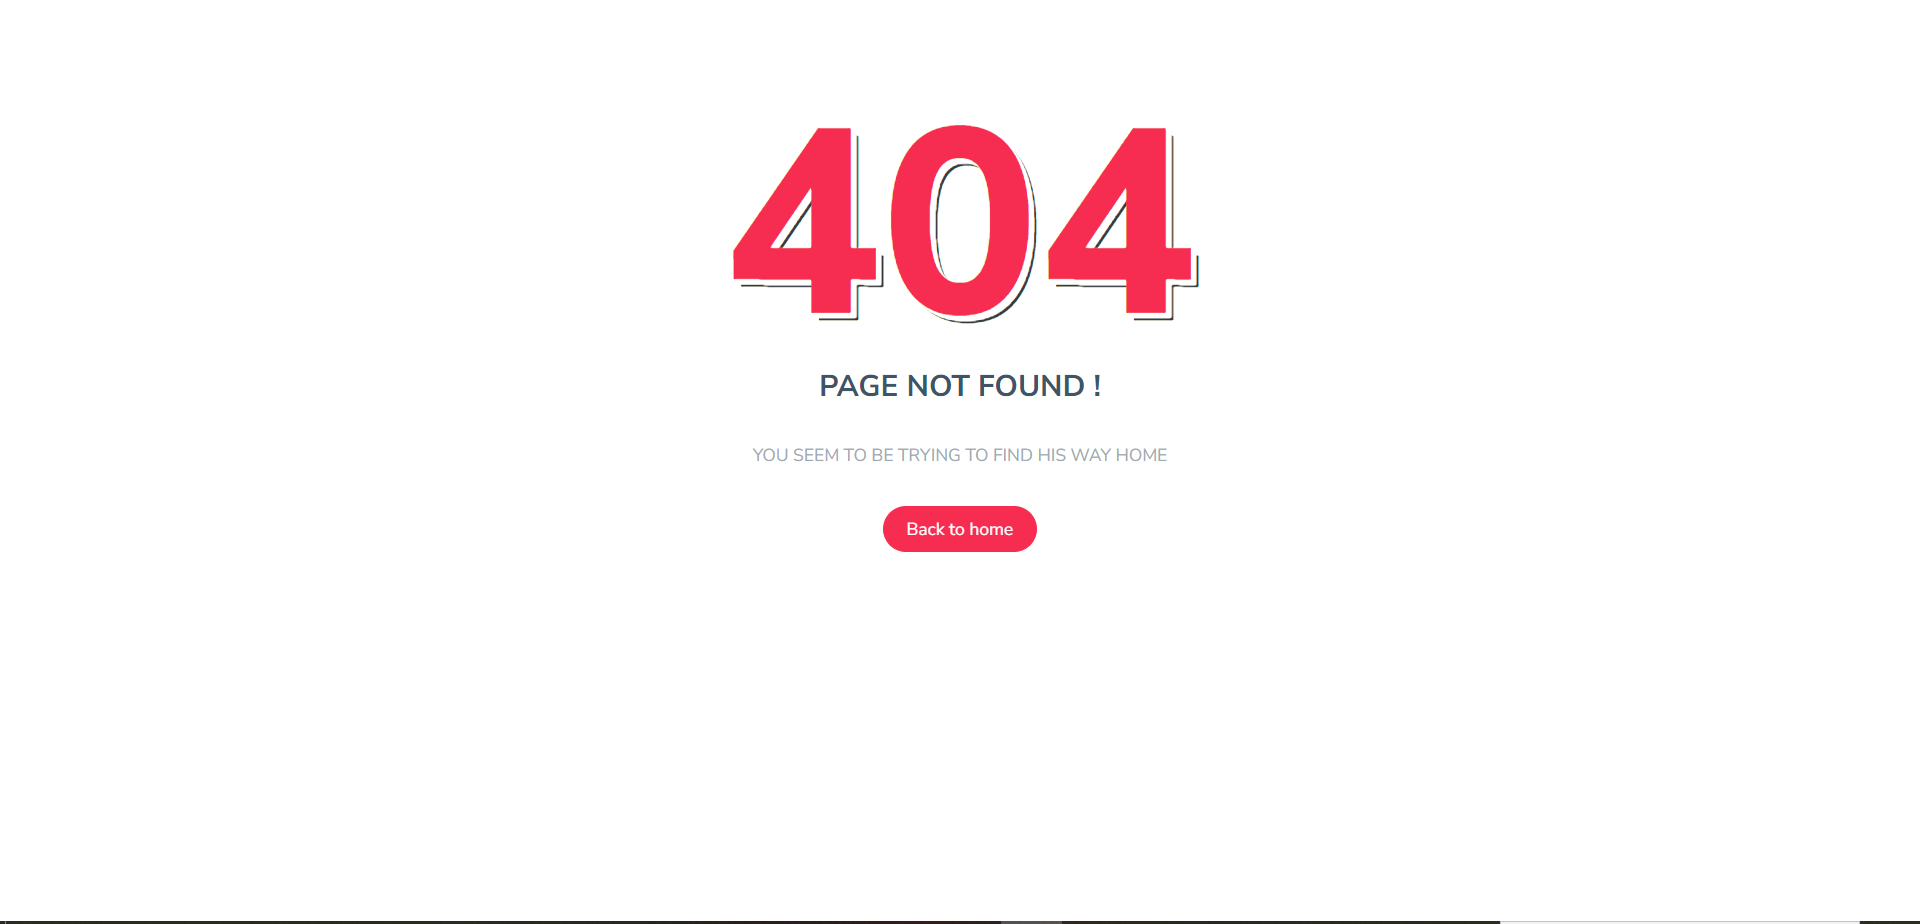 404
PAGE NOT FOUND !
YOU SEEM TO BE TRYING TO FIND HIS WAY HOME
Back to home